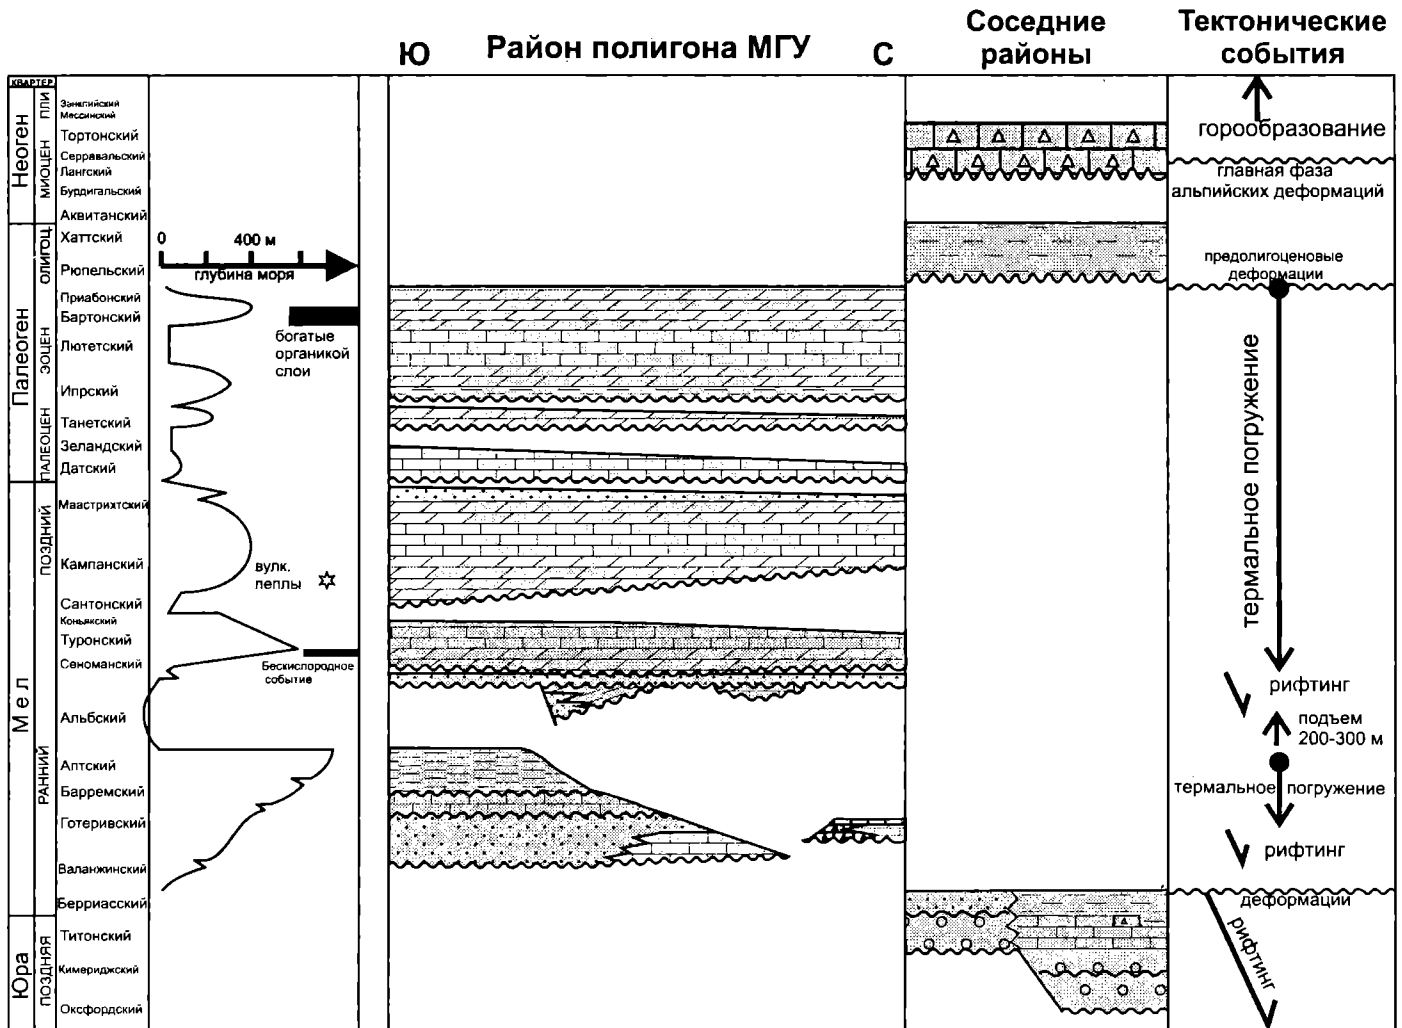 Ю
Район полигона МГУ
С
Соседние
районы
Тектонические
события
КВАРТЕР
Неоген
ПЛИ
МИОЦЕН
Занклийский
Мессинский
Тортонский
Серравальский
Лангский
Бурдигальский
Аквитанский
Палеоген
ОЛИГОЦ.
ЭОЦЕН
ПАЛЕОЦЕН
Хаттский
Рюпельский
Приабонский
Бартонский
Лютетский
Ипрский
Танетский
Зеландский
Датский
Мел
ПОЗДНИЙ
РАННИЙ
Маастрихтский
Кампанский
Сантонский
Коньякский
Туронский
Сеноманский
Альбский
Аптский
Барремский
Готеривский
Валанжинский
Берриасский
Юра
ПОЗДНЯЯ
Титонский
Кимериджский
Оксфордский
0
400 м
глубина моря
богатые
органикой
слои
вулк.
пеплы
Бескислородное
событие
горообразование
главная фаза
альпийских деформаций
предолигоценовые
деформации
термальное погружение
рифтинг
подъем
200-300 м
термальное погружение
рифтинг
деформации
рифтинг